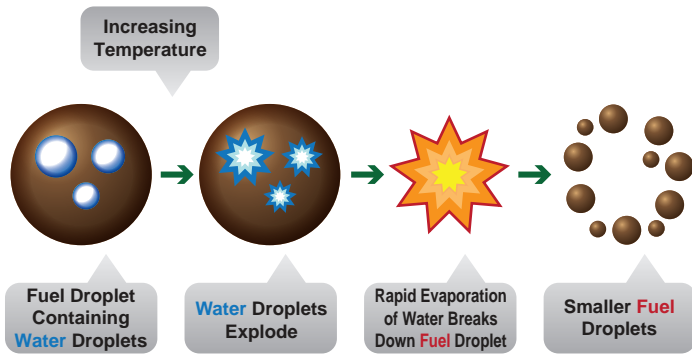 Increasing
Temperature
Fuel Droplet
Containing
Water Droplets
Water Droplets
Explode
Rapid Evaporation
of Water Breaks
Down Fuel Droplet
Smaller Fuel
Droplets